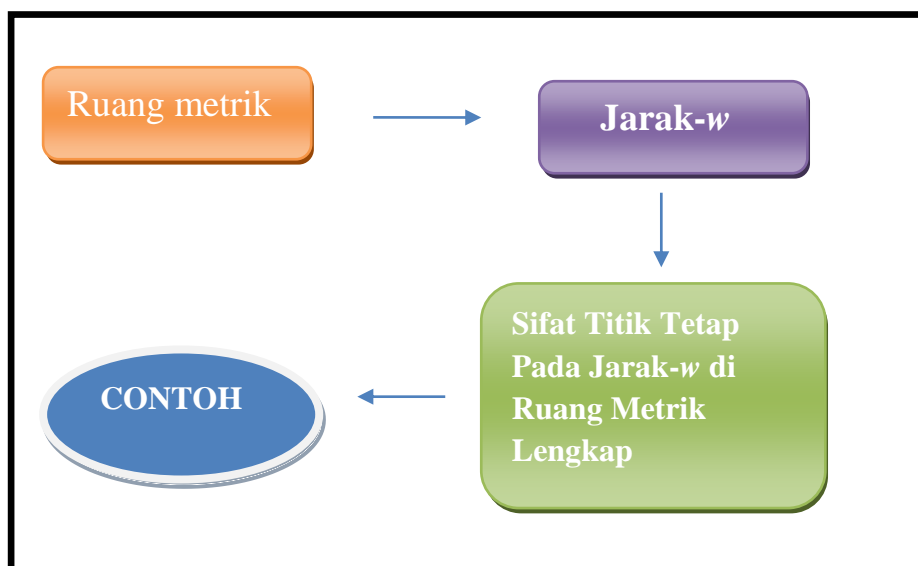 Ruang metrik
Jarak-w
Sifat Titik Tetap
Pada Jarak-w di
Ruang Metrik
Lengkap
CONTOH